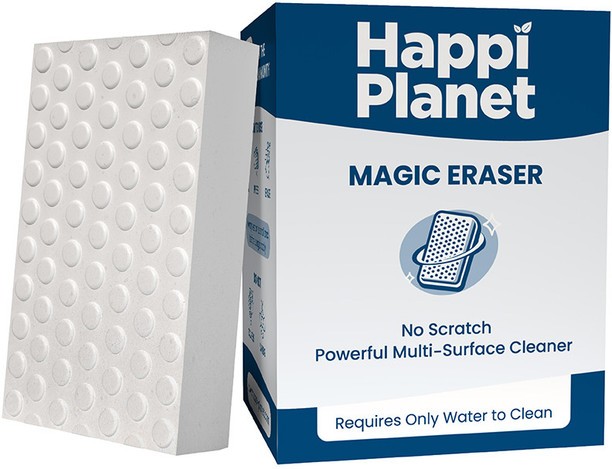 Happi
Planet
MAGIC ERASER
No Scratch
Powerful Multi-Surface Cleaner
Requires Only Water to Clean